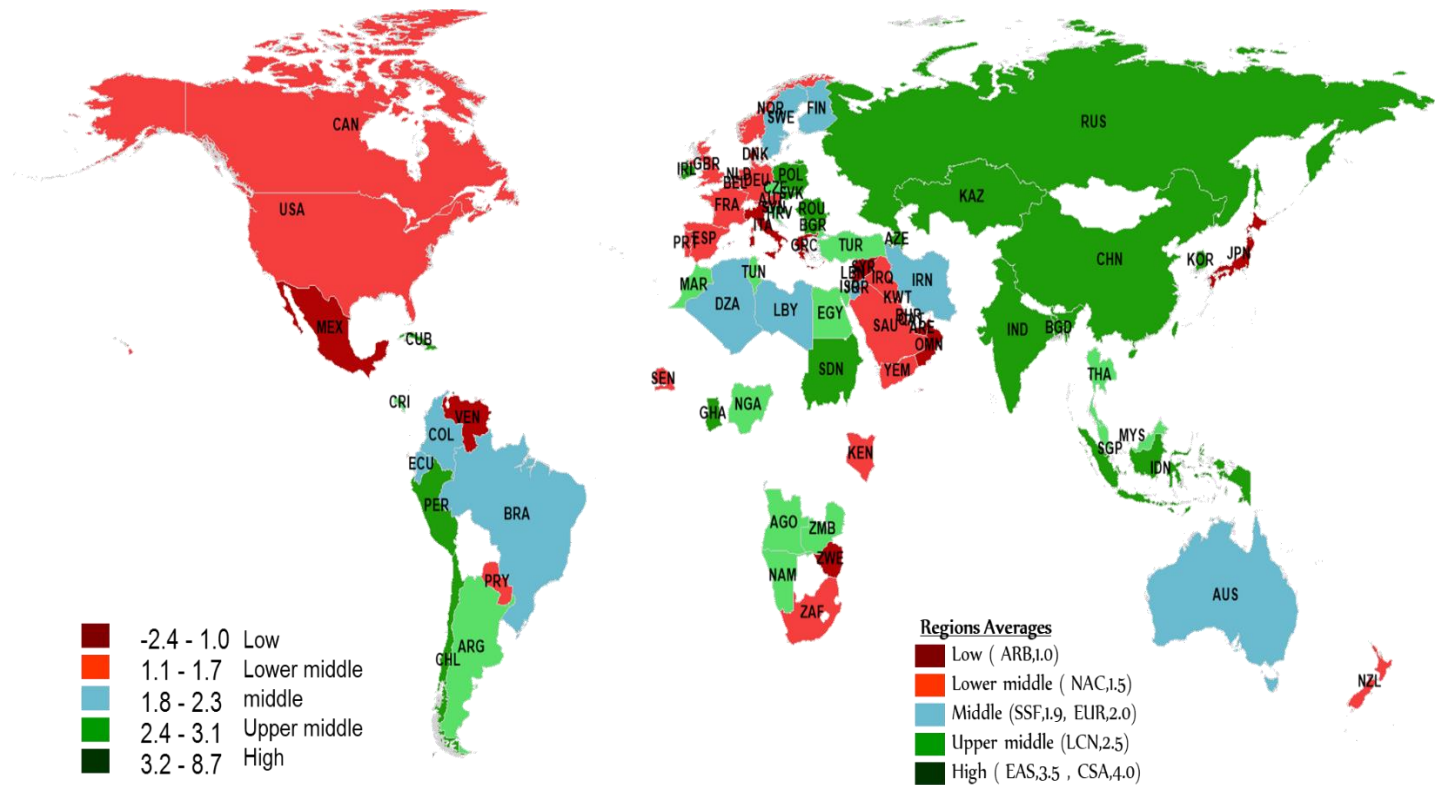 CAN
USA
MEX
CUB
CRI
VEN
COL
ECU
PER
BRA
PRY
ARG
CHL
NOR
SWE
FIN
DNK
IRL
GBR
NLD
BEL
DEU
POL
CZE
SVK
FRA
HRV
ROU
BGR
ITA
PRT
ESP
GRC
TUR
AZE
RUS
KAZ
CHN
KOR
JPN
MAR
TUN
DZA
LBY
EGY
SYR
LBN
IRQ
IRN
KWT
SAU
ARE
OMN
YEM
IND
BGD
SDN
SEN
GHA
NGA
KEN
THA
MYS
SGP
IDN
AGO
ZMB
NAM
ZWE
ZAF
AUS
NZL
-2.4 - 1.0 Low
1.1 - 1.7 Lower middle
1.8 - 2.3 middle
2.4 - 3.1 Upper middle
3.2 - 8.7 High
Regions Averages
Low ( ARB,1.0)
Lower middle ( NAC,1.5)
Middle (SSF,1.9, EUR,2.0)
Upper middle (LCN,2.5)
High ( EAS,3.5 , CSA,4.0)